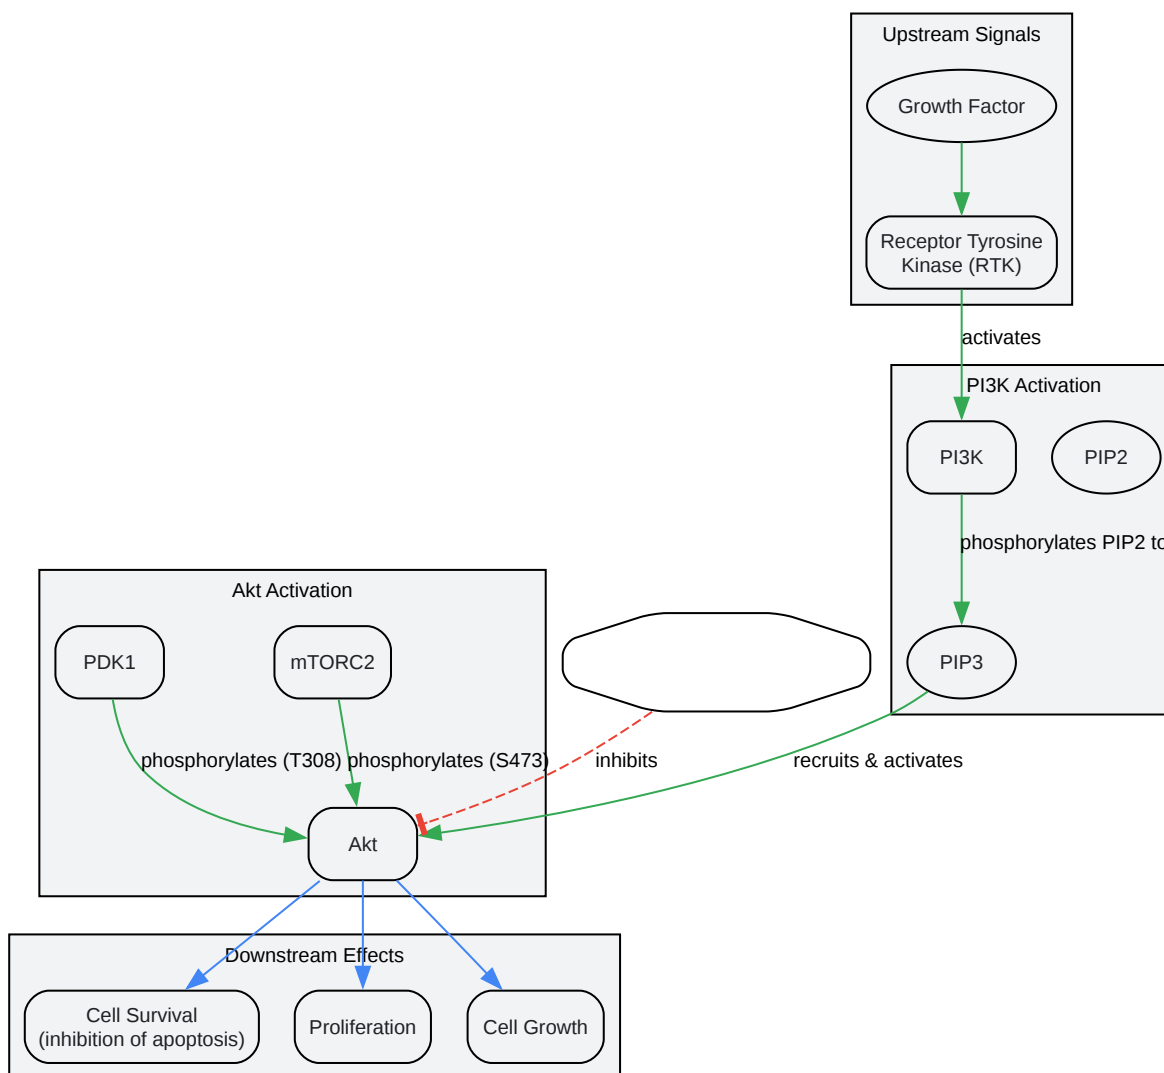 Upstream Signals
Growth Factor
Receptor Tyrosine
Kinase (RTK)
activates
PI3K Activation
PI3K
PIP2
phosphorylates PIP2 to
PIP3
Akt Activation
PDK1
mTORC2
phosphorylates (T308)
phosphorylates (S473)
inhibits
recruits & activates
Akt
Downstream Effects
Cell Survival
(inhibition of apoptosis)
Proliferation
Cell Growth